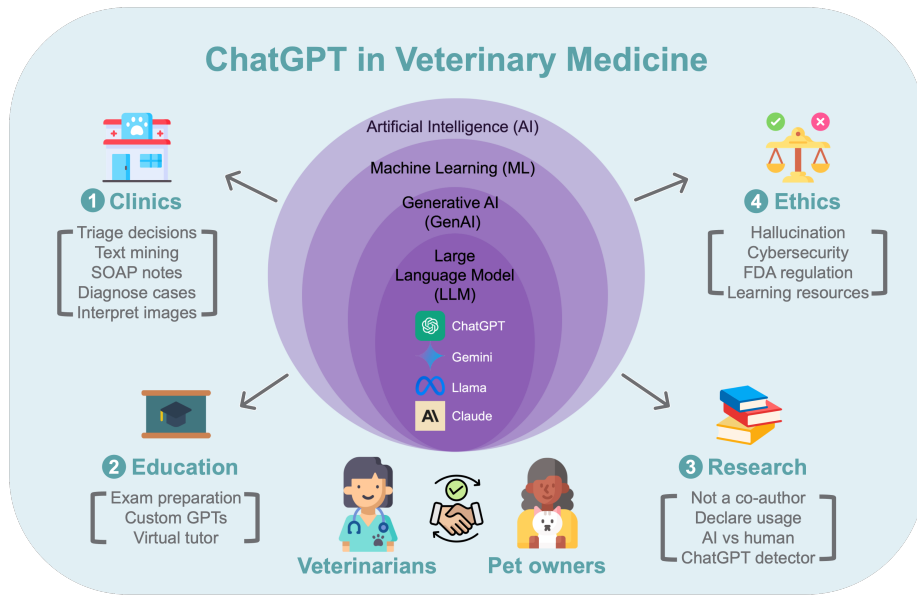 ChatGPT in Veterinary Medicine
Artificial Intelligence (AI)
Machine Learning (ML)
Generative AI
(GenAI)
Large
Language Model
(LLM)
ChatGPT
Gemini
Llama
Claude
1 Clinics
Triage decisions
Text mining
SOAP notes
Diagnose cases
Interpret images
2 Education
Exam preparation
Custom GPTs
Virtual tutor
3 Research
Not a co-author
Declare usage
AI vs human
ChatGPT detector
4 Ethics
Hallucination
Cybersecurity
FDA regulation
Learning resources
Veterinarians
Pet owners